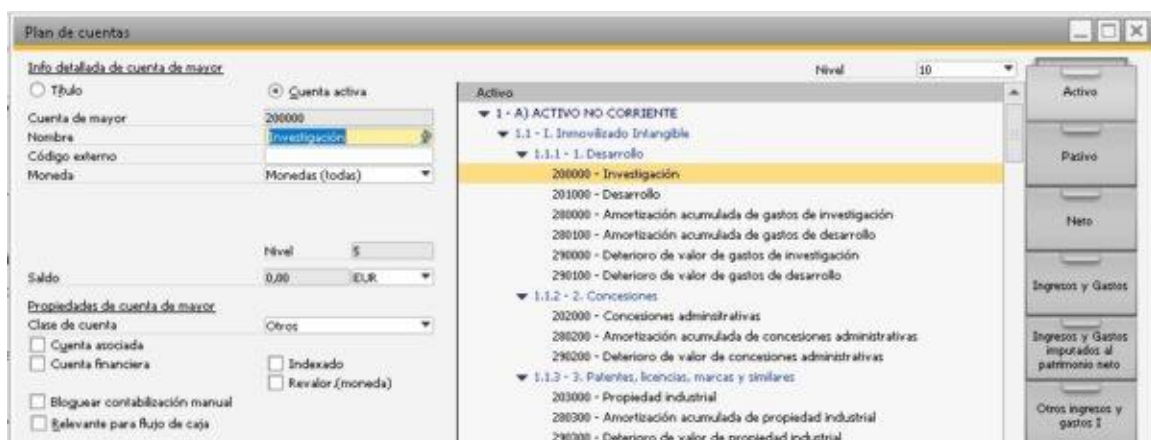 Plan de cuentas
Info detallada de cuenta de mayor
Título
Cuenta activa
Cuenta de mayor 200000
Nombre Investigación
Código externo
Moneda Monedas (todas)
Nivel 5
Saldo 0,00 EUR
Propiedades de cuenta de mayor
Clase de cuenta Otros
Cuenta asociada
Cuenta financiera
Indexado
Revalor.(moneda)
Bloquear contabilización manual
Relevante para flujo de caja
Nivel 10
Activo
1 - A) ACTIVO NO CORRIENTE
1.1 - I. Inmovilizado Intangible
1.1.1 - 1. Desarrollo
200000 - Investigación
201000 - Desarrollo
280000 - Amortización acumulada de gastos de investigación
280100 - Amortización acumulada de gastos de desarrollo
290000 - Deterioro de valor de gastos de investigación
290100 - Deterioro de valor de gastos de desarrollo
1.1.2 - 2. Concesiones
202000 - Concesiones adminsitrativas
280200 - Amortización acumulada de concesiones administrativas
290200 - Deterioro de valor de concesiones administrativas
1.1.3 - 3. Patentes, licencias, marcas y similares
203000 - Propiedad industrial
280300 - Amortización acumulada de propiedad industrial
290300 - Deterioro de valor de propiedad industrial
Activo
Pasivo
Neto
Ingresos y Gastos
Ingresos y Gastos
imputados al
patrimonio neto
Otros ingresos y
gastos I